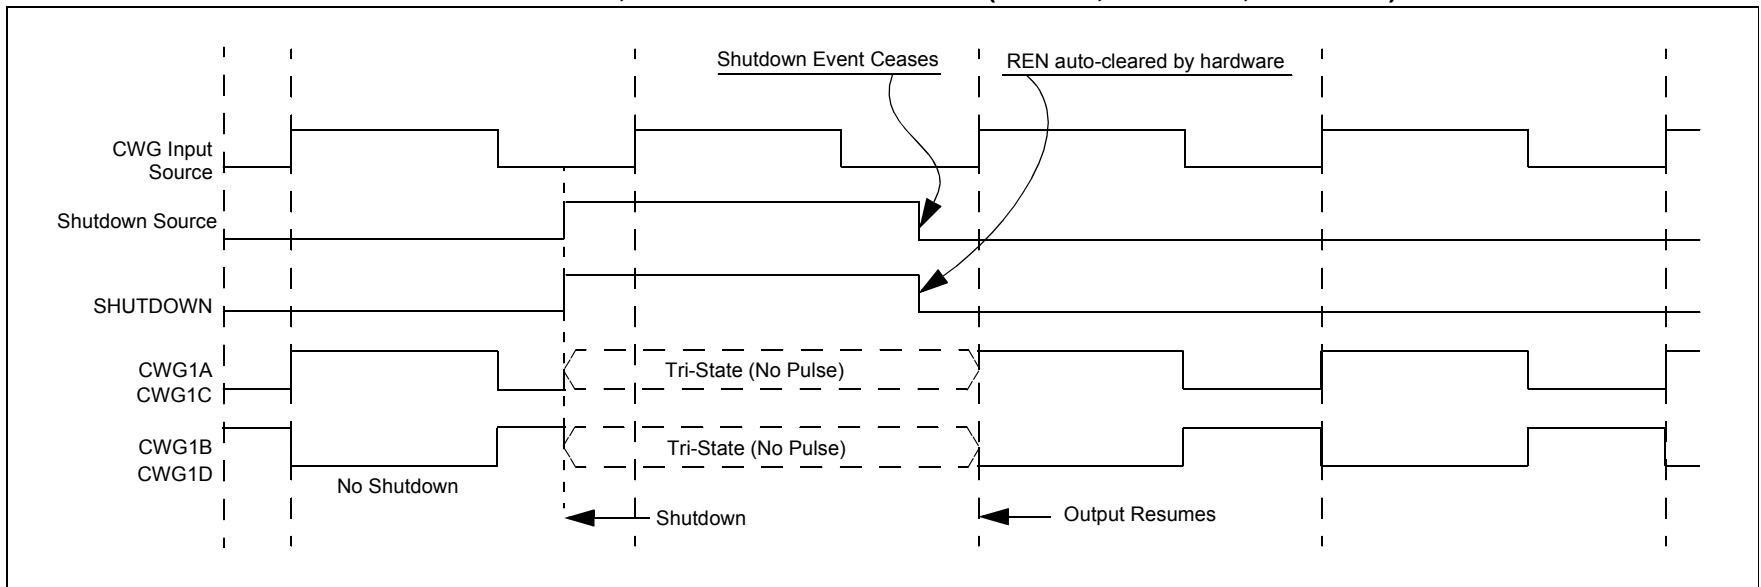 Shutdown Event Ceases
REN auto-cleared by hardware
CWG Input
Source
Shutdown Source
SHUTDOWN
CWG1A
CWG1C
Tri-State (No Pulse)
CWG1B
CWG1D
Tri-State (No Pulse)
No Shutdown
Shutdown
Output Resumes